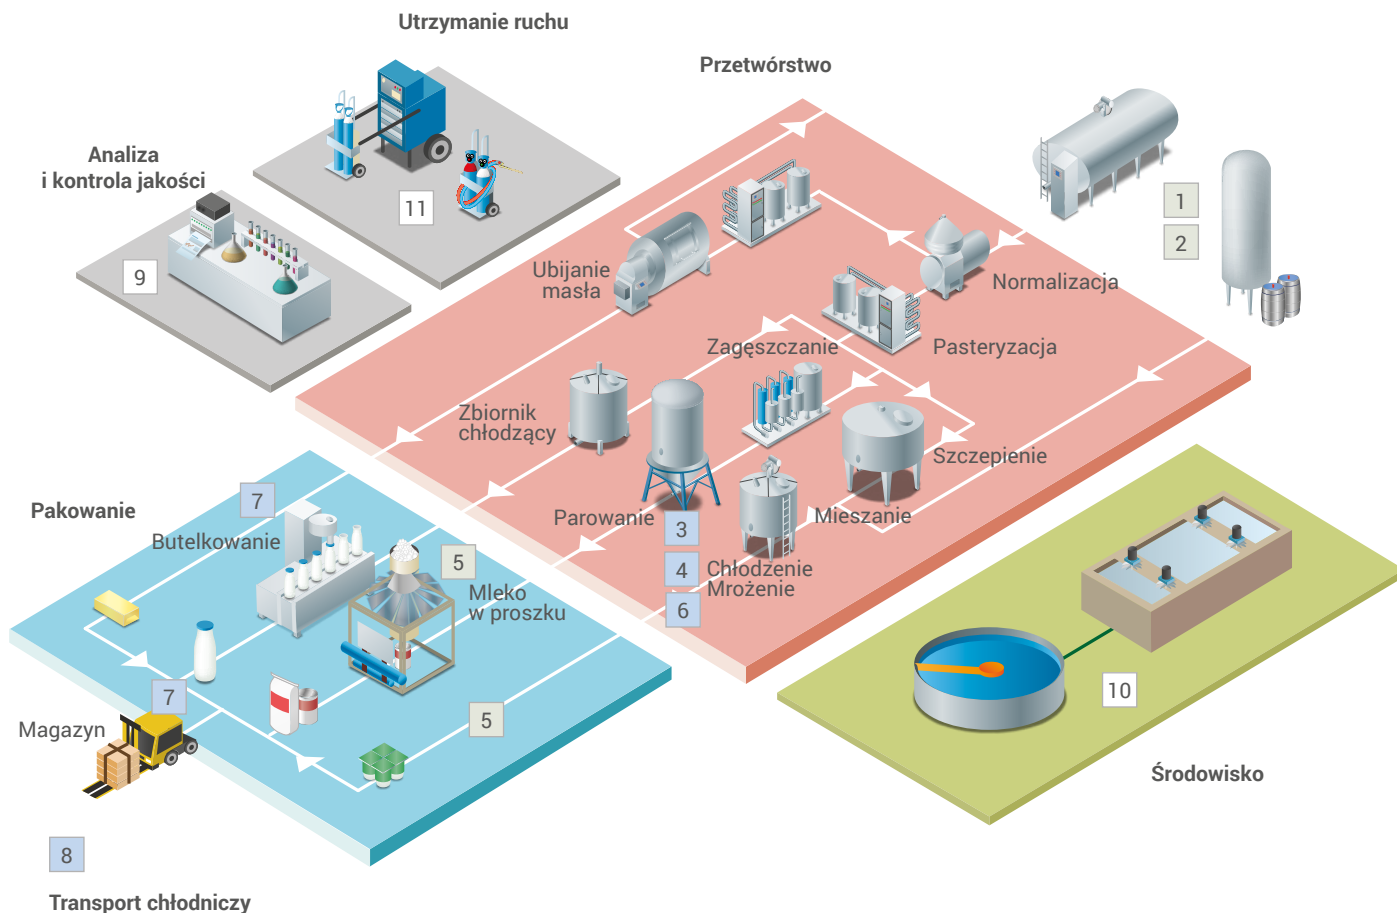 Utrzymanie ruchu
Przetwórstwo
Analiza
i kontrola jakości
11
9
1
2
Ubijanie
masła
Normalizacja
Zagęszczanie
Pasteryzacja
Zbiornik
chłodzący
Szczepienie
Parowanie
3
Mieszanie
4
Chłodzenie
Mrożenie
6
Pakowanie
7
Butelkowanie
5
Mleko
w proszku
7
Magazyn
5
10
Środowisko
8
Transport chłodniczy